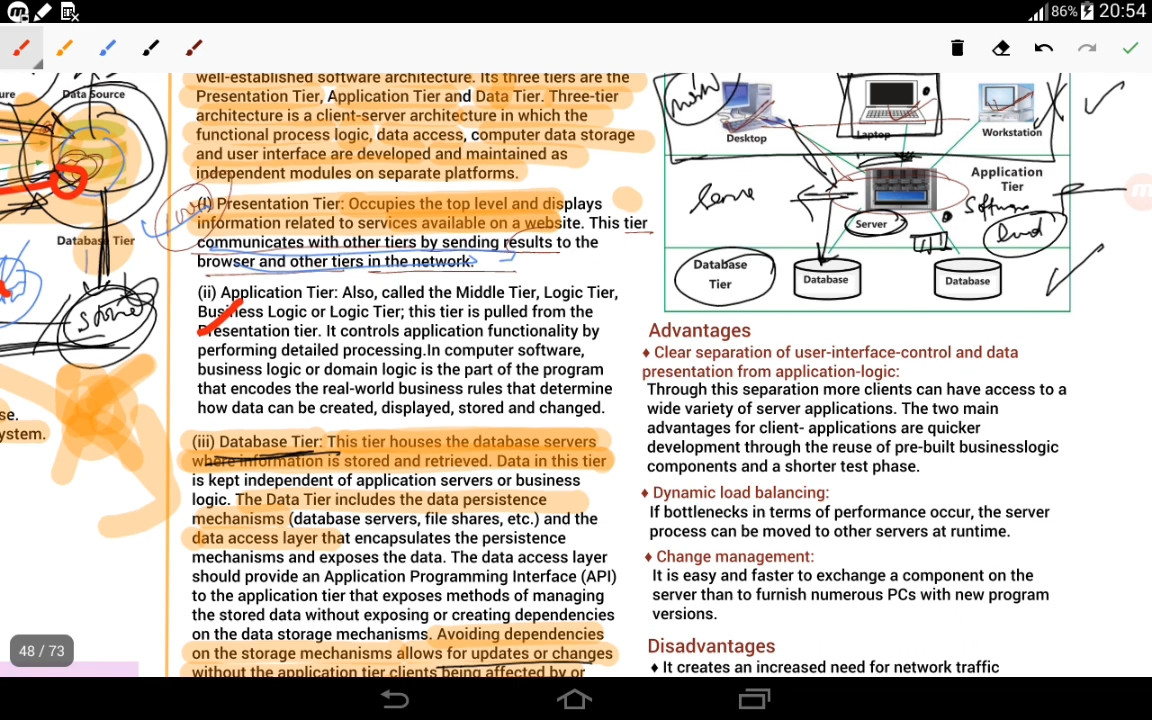 86% 20:54
ure Data Source
Database Tier
Stored
se.
ystem.
48 / 73
well-established software architecture. Its three tiers are the
Presentation Tier, Application Tier and Data Tier. Three-tier
architecture is a client-server architecture in which the
functional process logic, data access, computer data storage
and user interface are developed and maintained as
independent modules on separate platforms.
(i) Presentation Tier: Occupies the top level and displays
information related to services available on a website. This tier
communicates with other tiers by sending results to the
browser and other tiers in the network.
(ii) Application Tier: Also, called the Middle Tier, Logic Tier,
Business Logic or Logic Tier; this tier is pulled from the
Presentation tier. It controls application functionality by
performing detailed processing.In computer software,
business logic or domain logic is the part of the program
that encodes the real-world business rules that determine
how data can be created, displayed, stored and changed.
(iii) Database Tier: This tier houses the database servers
where information is stored and retrieved. Data in this tier
is kept independent of application servers or business
logic. The Data Tier includes the data persistence
mechanisms (database servers, file shares, etc.) and the
data access layer that encapsulates the persistence
mechanisms and exposes the data. The data access layer
should provide an Application Programming Interface (API)
to the application tier that exposes methods of managing
the stored data without exposing or creating dependencies
on the data storage mechanisms. Avoiding dependencies
on the storage mechanisms allows for updates or changes
without the application tier clients being affected by or
Desktop
Laptop
Workstation
Application
Tier
Software
Server
Database
Tier
Database
Database
Advantages
♦ Clear separation of user-interface-control and data
presentation from application-logic:
Through this separation more clients can have access to a
wide variety of server applications. The two main
advantages for client- applications are quicker
development through the reuse of pre-built businesslogic
components and a shorter test phase.
♦ Dynamic load balancing:
If bottlenecks in terms of performance occur, the server
process can be moved to other servers at runtime.
♦ Change management:
It is easy and faster to exchange a component on the
server than to furnish numerous PCs with new program
versions.
Disadvantages
♦ It creates an increased need for network traffic